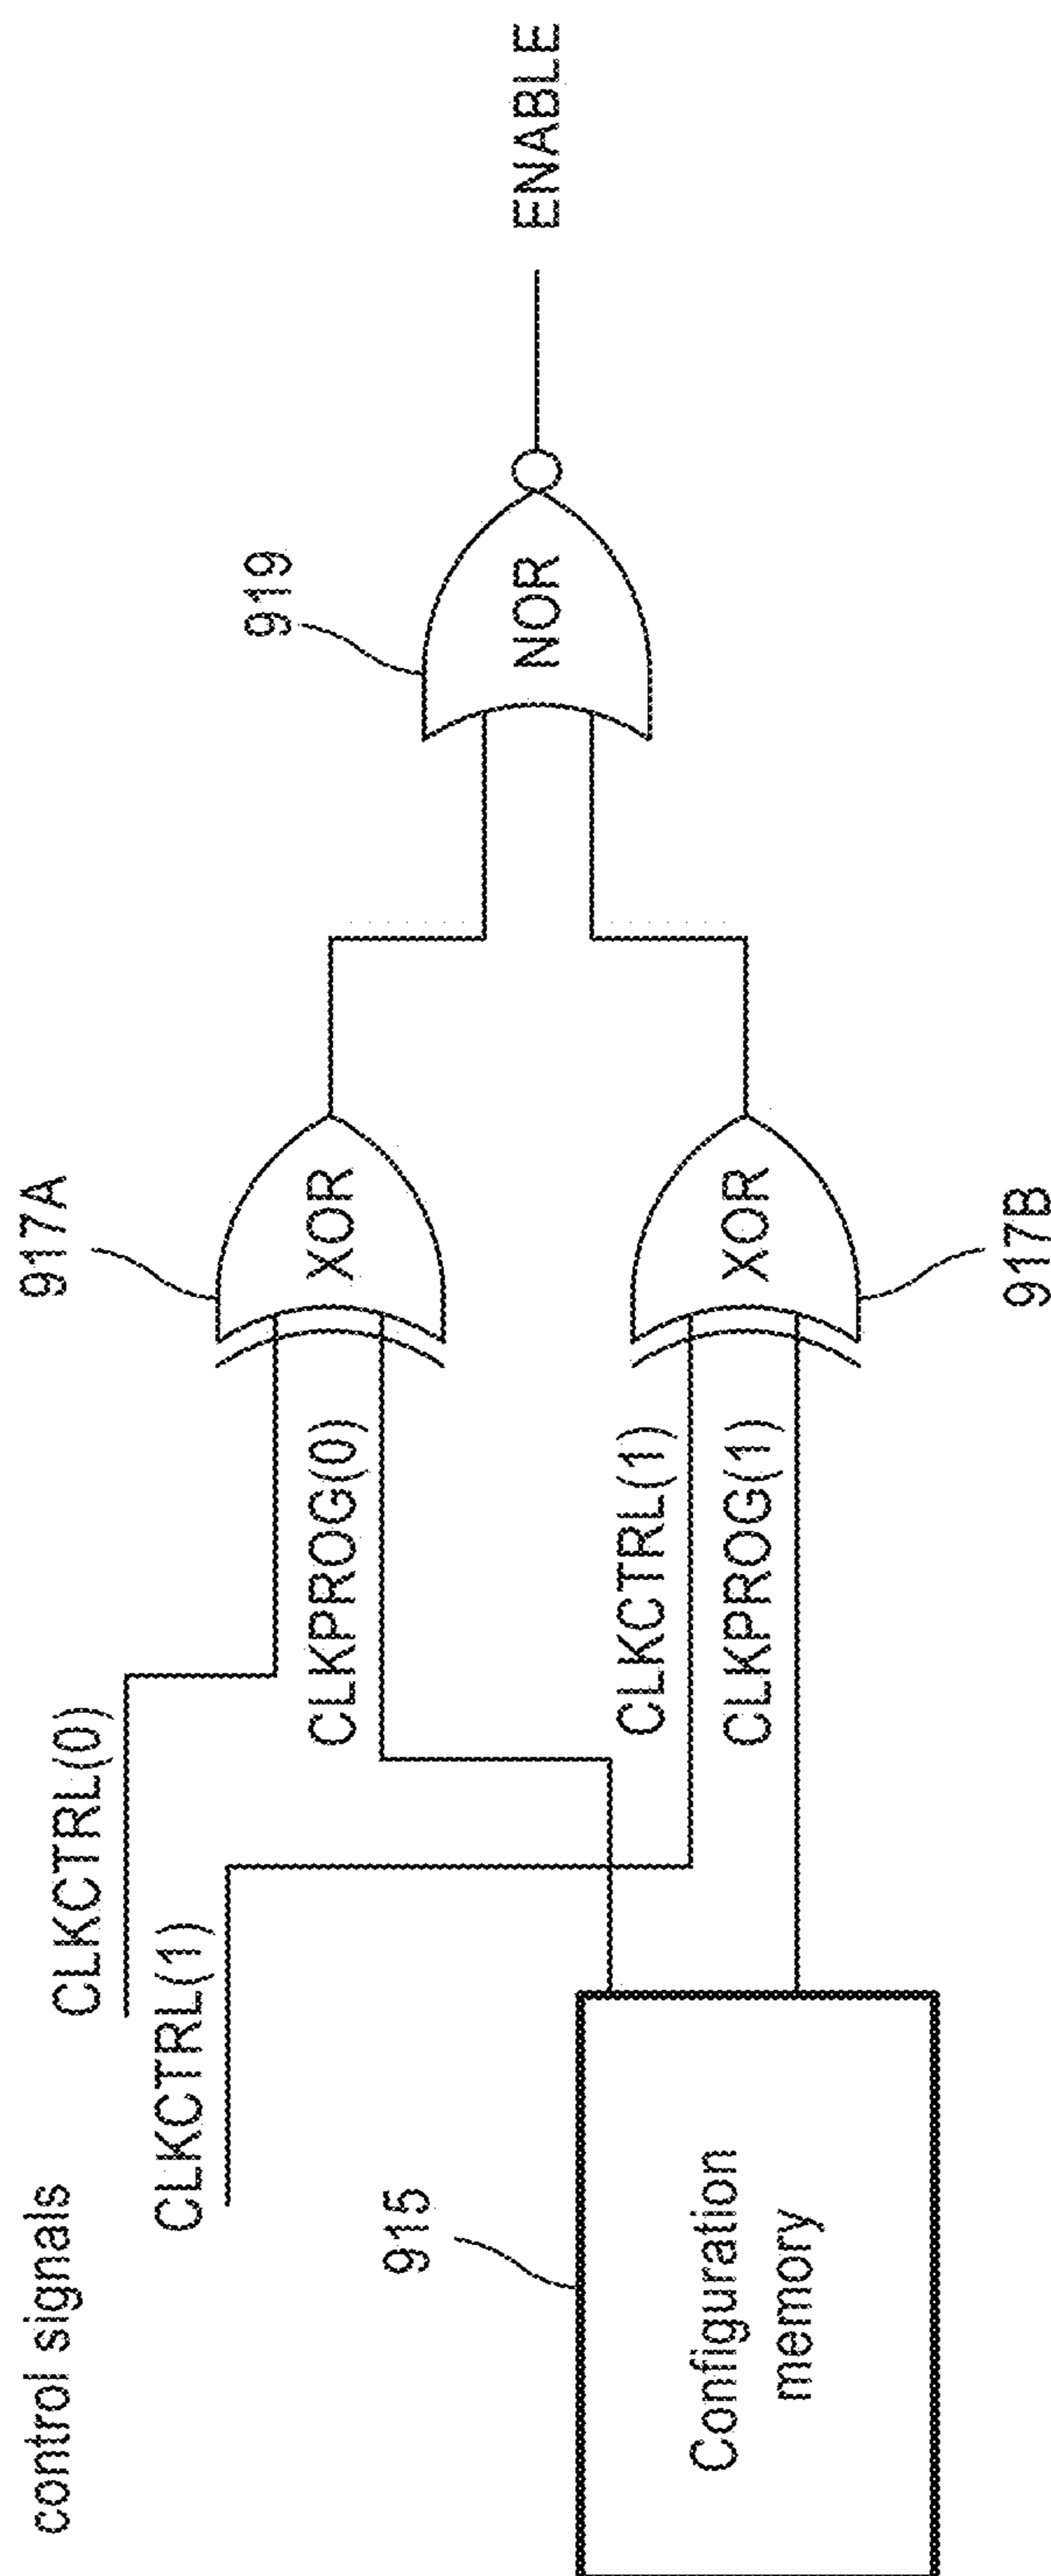 control signals
CLKCTRL(0)
CLKCTRL(1)
915
Configuration
memory
CLKPROG(0)
CLKCTRL(1)
CLKPROG(1)
917A
XOR
XOR
917B
919
NOR
ENABLE